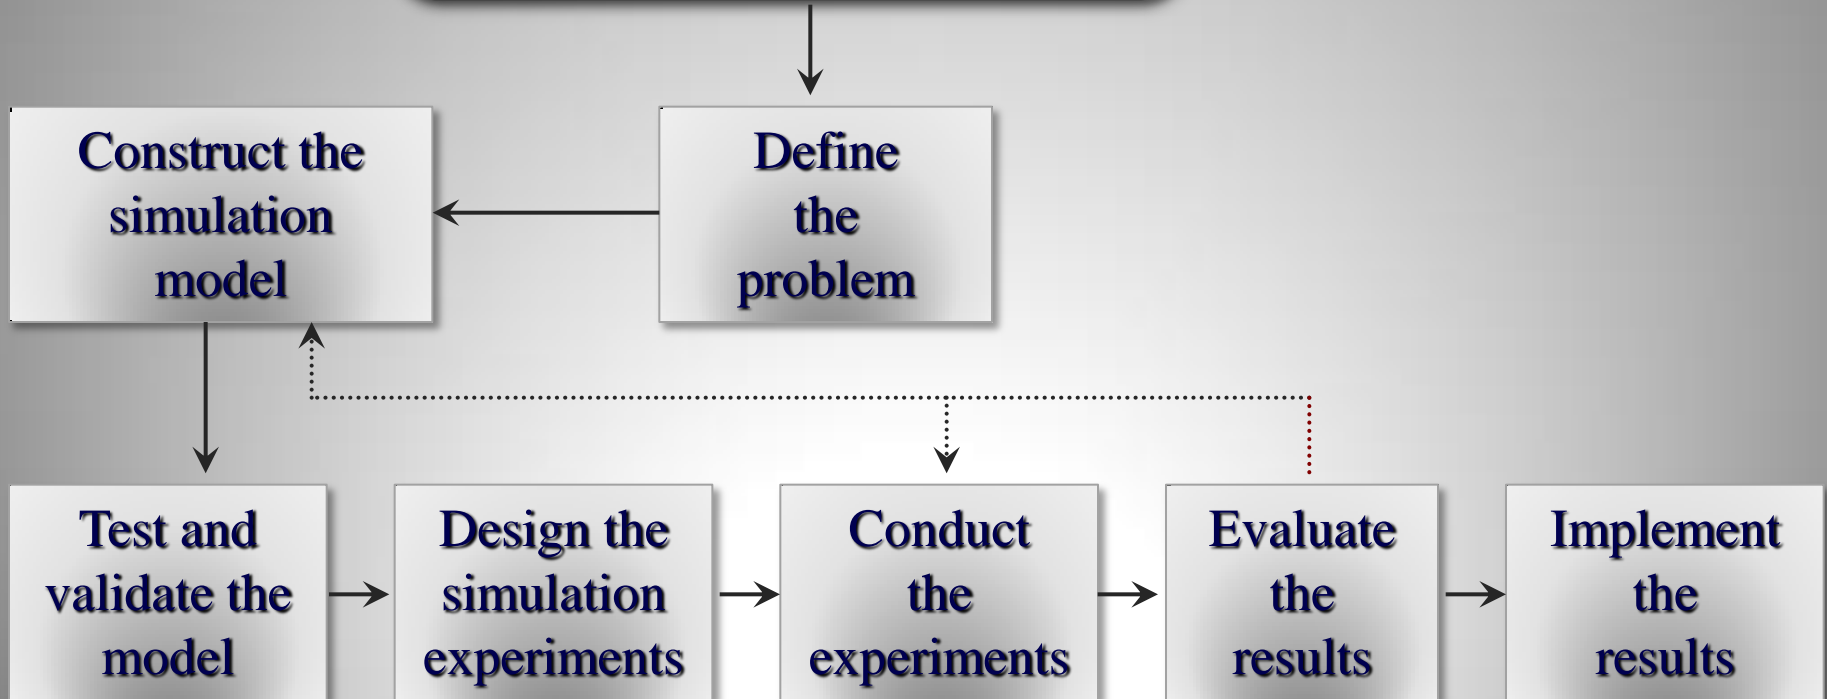 Construct the
simulation
model
Define
the
problem
Test and
validate the
model
Design the
simulation
experiments
Conduct
the
experiments
Evaluate
the
results
Implement
the
results